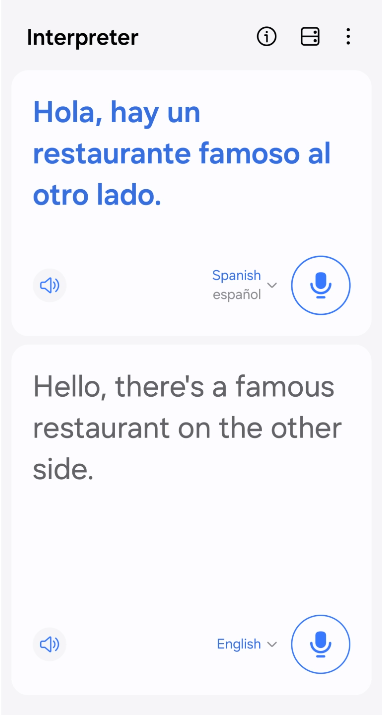 Interpreter
Hola, hay un
restaurante famoso al
otro lado.
Spanish
español
Hello, there's a famous
restaurant on the other
side.
English